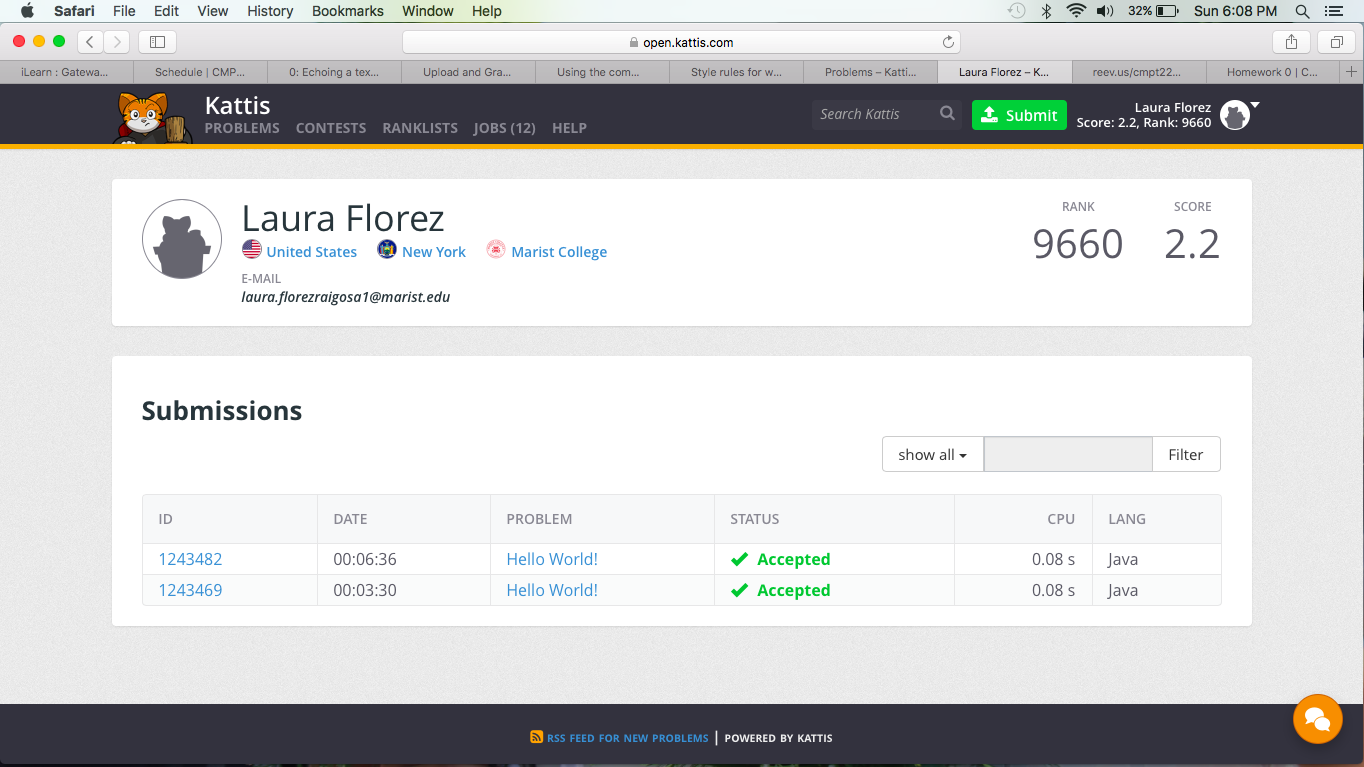 Safari File Edit View History Bookmarks Window Help 32% Sun 6:08 PM
open.kattis.com
iLearn : Gatewa... Schedule | CMP... 0: Echoing a tex... Upload and Gra... Using the com... Style rules for w... Problems – Katti... Laura Florez – K... reev.us/cmpt22... Homework 0 | C...
Kattis
PROBLEMS CONTESTS RANKLISTS JOBS (12) HELP
Search Kattis
Submit
Laura Florez
Score: 2.2, Rank: 9660
Laura Florez
United States New York Marist College
E-MAIL
laura.florezraigosa1@marist.edu
RANK SCORE
9660 2.2
Submissions
show all Filter
ID DATE PROBLEM STATUS CPU LANG
1243482 00:06:36 Hello World! Accepted 0.08 s Java
1243469 00:03:30 Hello World! Accepted 0.08 s Java
RSS FEED FOR NEW PROBLEMS | POWERED BY KATTIS